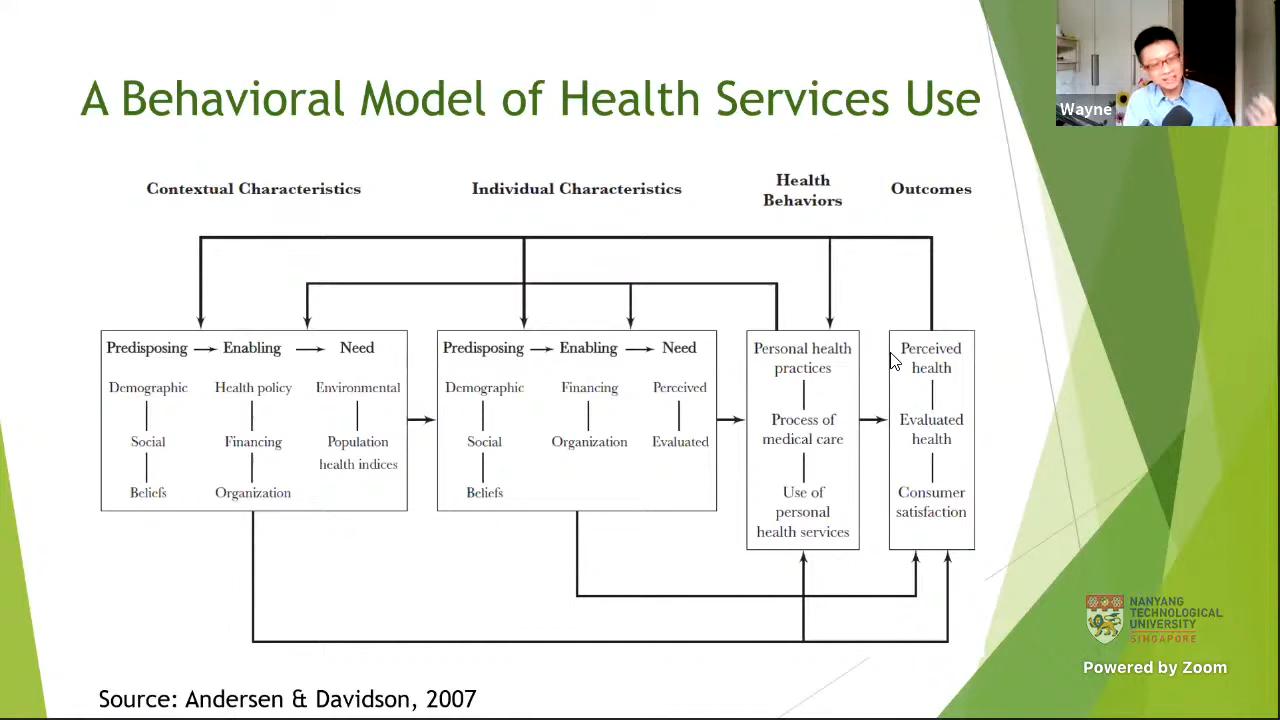 A Behavioral Model of Health Services Use
Wayne
Contextual Characteristics
Individual Characteristics
Health
Behaviors
Outcomes
Predisposing
Enabling
Need
Demographic
Health policy
Environmental
Social
Financing
Population
health indices
Beliefs
Organization
Predisposing
Enabling
Need
Demographic
Financing
Perceived
Social
Organization
Evaluated
Beliefs
Personal health
practices
Process of
medical care
Use of
personal
health services
Perceived
health
Evaluated
health
Consumer
satisfaction
NANYANG
TECHNOLOGICAL
UNIVERSITY
SINGAPORE
Powered by Zoom
Source: Andersen & Davidson, 2007